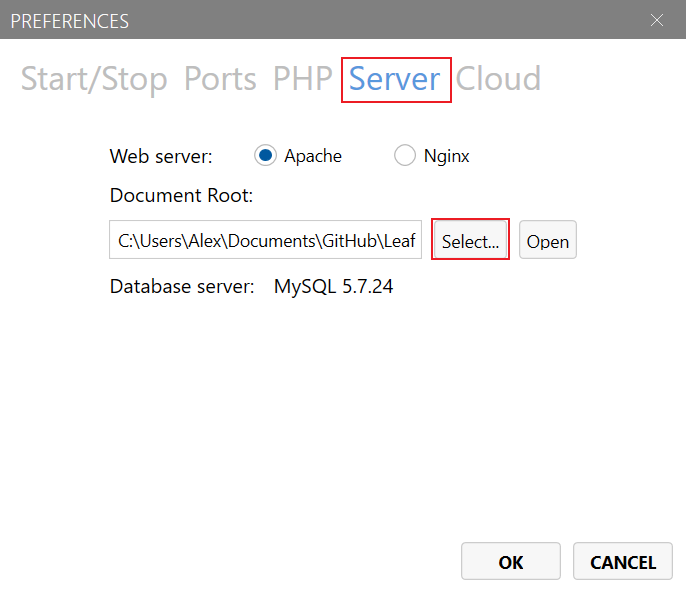 PREFERENCES
Start/Stop Ports PHP Server Cloud
Web server: Apache Nginx
Document Root:
C:\Users\Alex\Documents\GitHub\Leaf Select... Open
Database server: MySQL 5.7.24
OK CANCEL